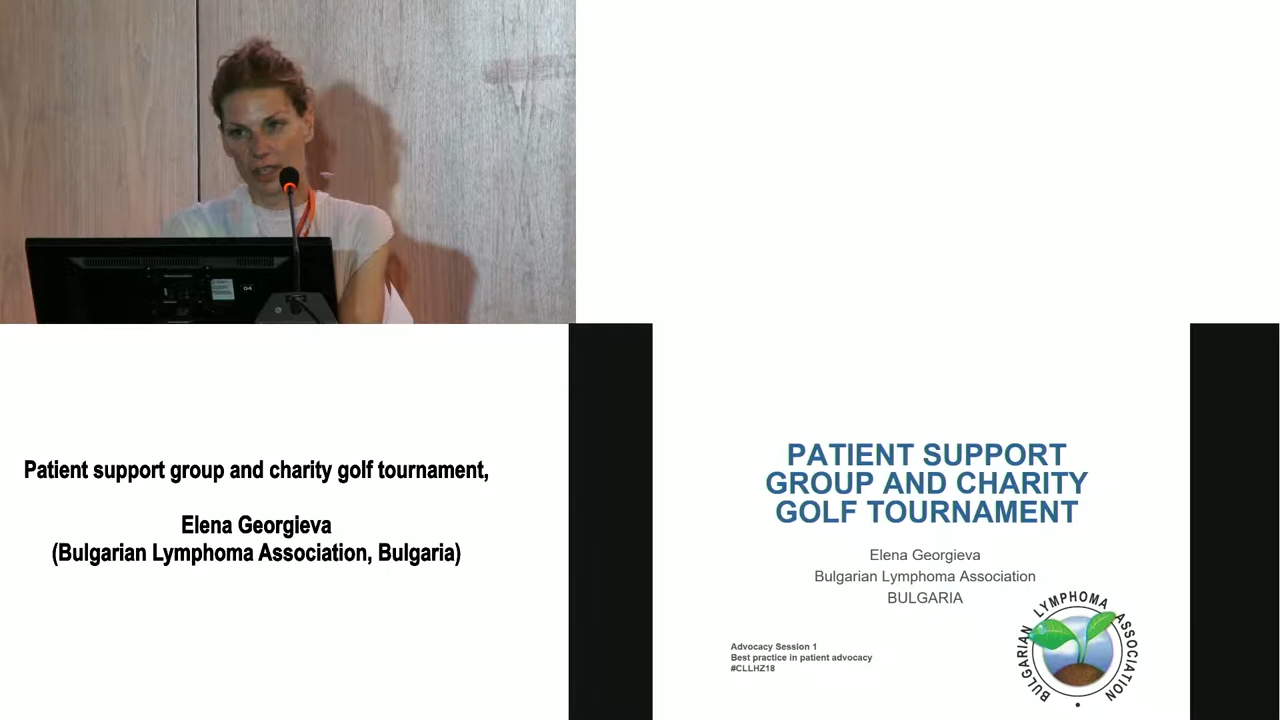 04
Patient support group and charity golf tournament,
Elena Georgieva
(Bulgarian Lymphoma Association, Bulgaria)
PATIENT SUPPORT
GROUP AND CHARITY
GOLF TOURNAMENT
Elena Georgieva
Bulgarian Lymphoma Association
BULGARIA
Advocacy Session 1
Best practice in patient advocacy
#CLLHZ18
BULGARIAN LYMPHOMA ASSOCIATION